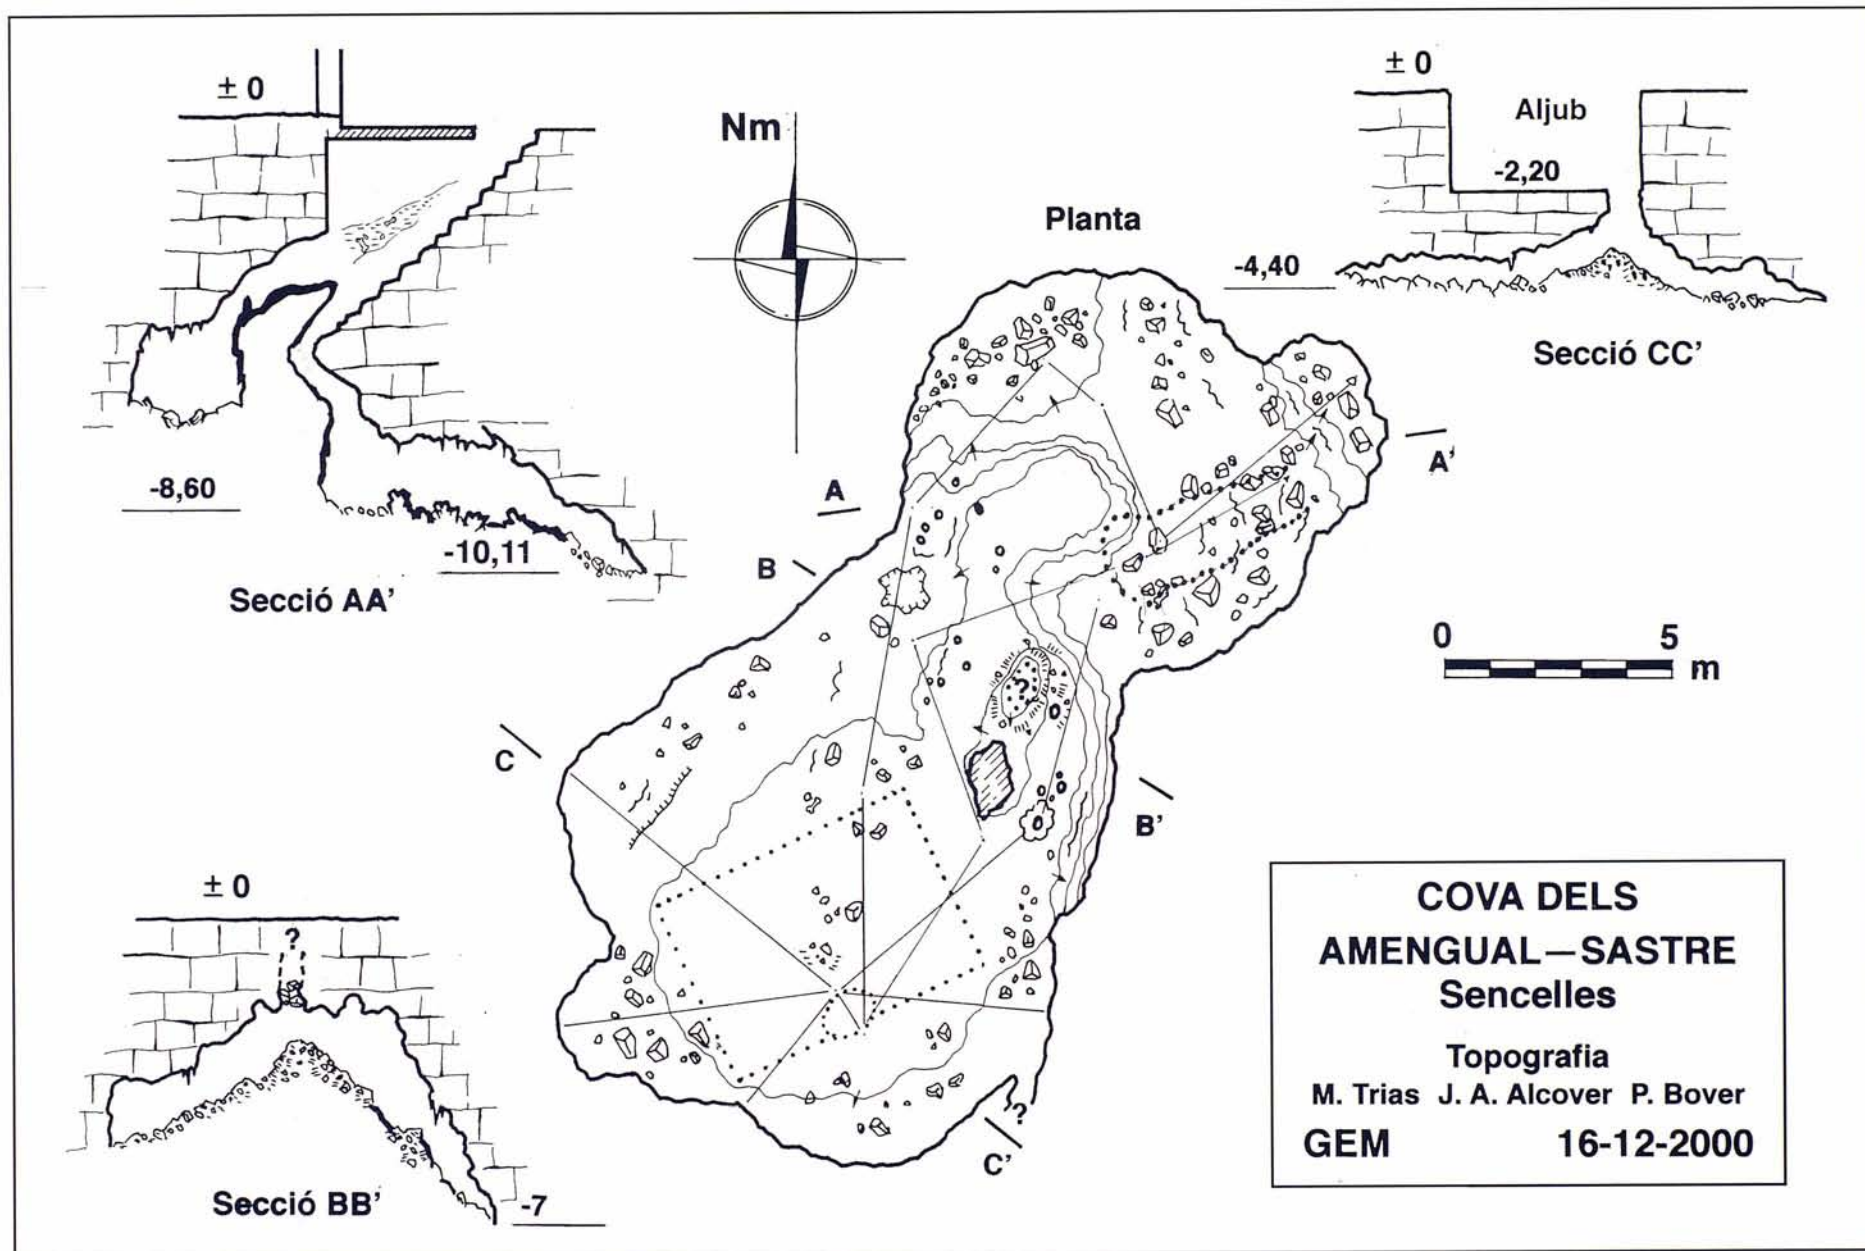 ± 0
-8,60
-10,11
Secció AA'
Nm
Planta
± 0
Aljub
-2,20
-4,40
Secció CC'
A
A'
B
B'
C
C'
?
?
0 5
m
± 0
?
Secció BB'
-7
COVA DELS
AMENGUAL—SASTRE
Sencelles
Topografia
M. Trias J. A. Alcover P. Bover
GEM 16-12-2000